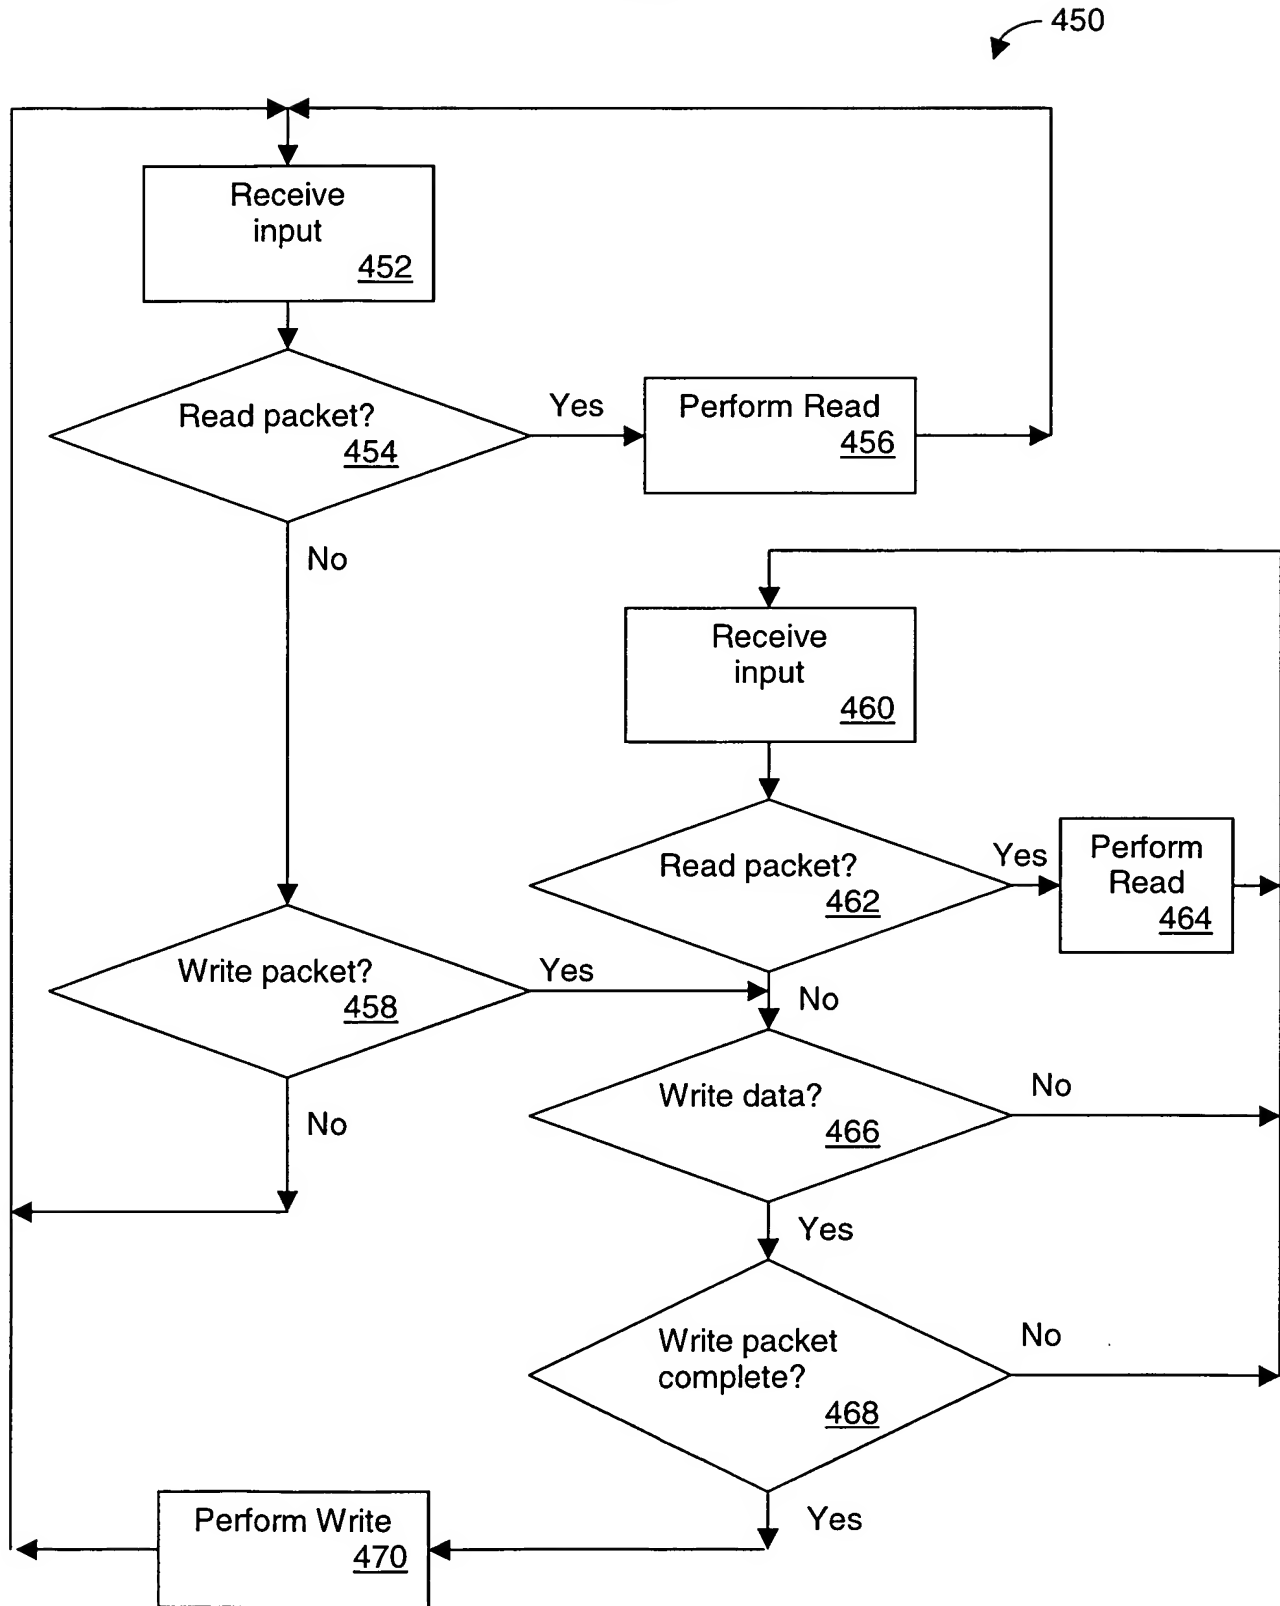 450
Receive
input
452
Read packet?
454
Yes
Perform Read
456
No
Receive
input
460
Read packet?
462
Yes
Perform
Read
464
Write packet?
458
Yes
No
No
Write data?
466
No
Yes
Write packet
complete?
468
No
Yes
Perform Write
470